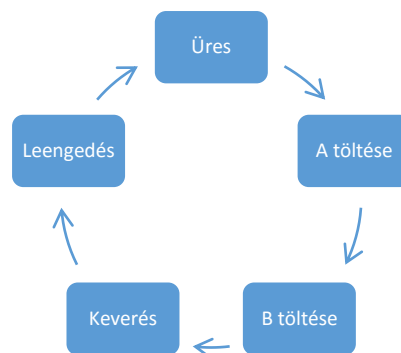 Üres
A töltése
B töltése
Keverés
Leengedés